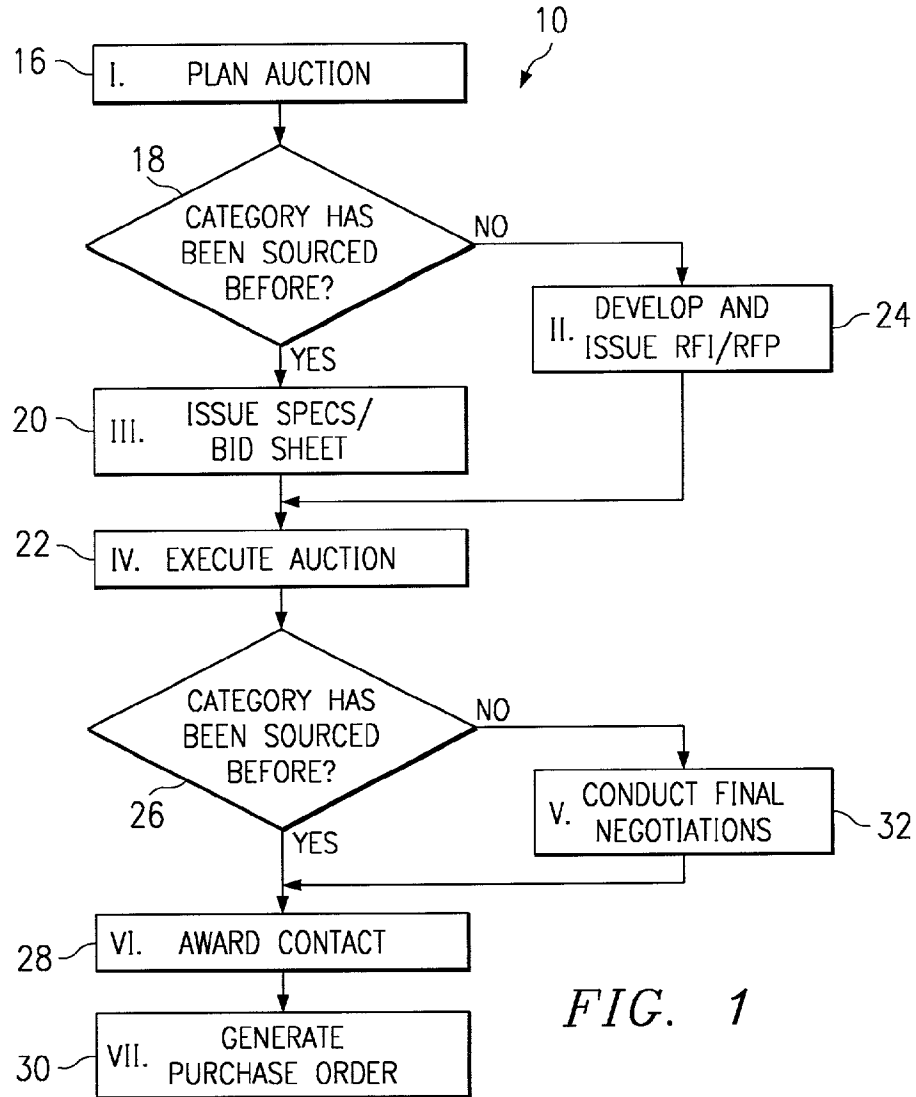 10
16
I. PLAN AUCTION
18
CATEGORY HAS
BEEN SOURCED
BEFORE?
NO
YES
II. DEVELOP AND
ISSUE RFI/RFP
24
20
III. ISSUE SPECS/
BID SHEET
22
IV. EXECUTE AUCTION
CATEGORY HAS
BEEN SOURCED
BEFORE?
NO
26
YES
V. CONDUCT FINAL
NEGOTIATIONS
32
28
VI. AWARD CONTACT
30
VII. GENERATE
PURCHASE ORDER
FIG. 1